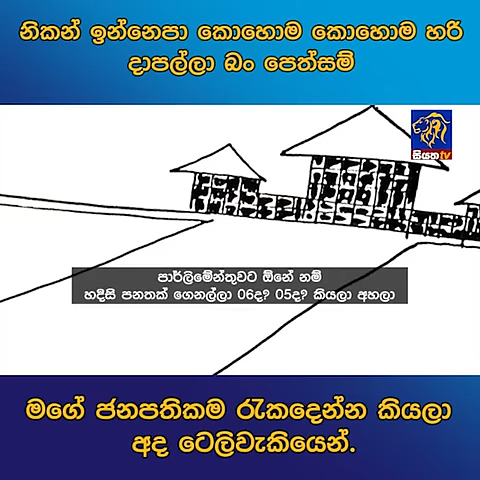 නිකන් ඉන්නෙපා කොහොම කොහොම හරි
දාපල්ලා බං පෙත්සම්
සියත tv
පාර්ලිමේන්තුවට ඕනේ නම්
හදිසි පනතක් ගෙනල්ලා 06ද? 05ද? කියලා අහලා
මගේ ජනපතිකම රැකදෙන්න කියලා
අද ටෙලිවැකියෙන්.